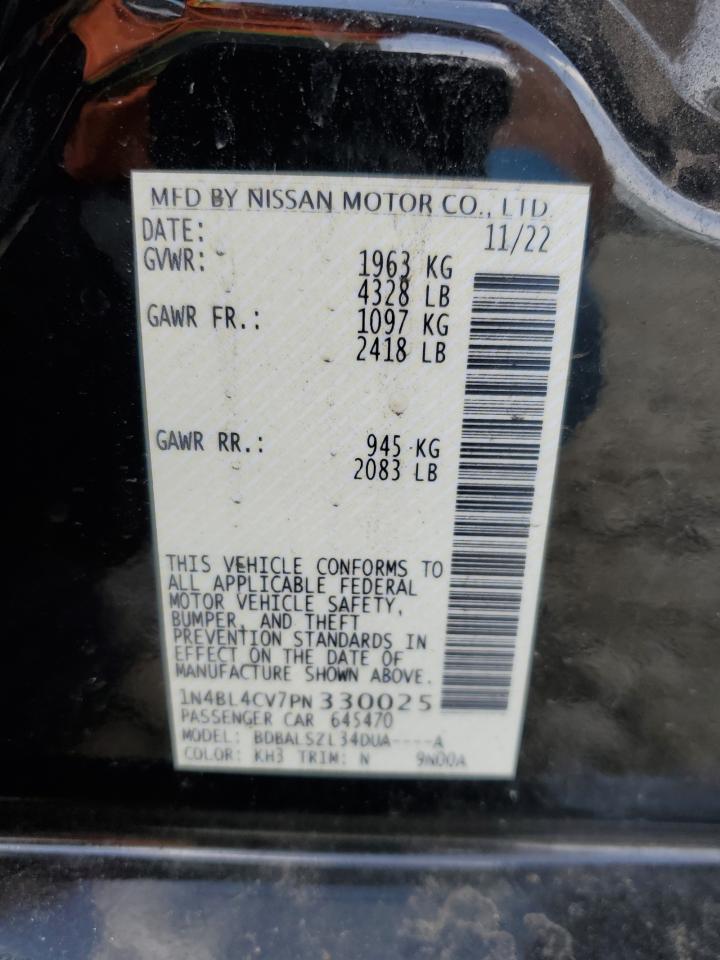 MFD BY NISSAN MOTOR CO., LTD.
DATE: 11/22
GVWR: 1963 KG
4328 LB
GAWR FR.: 1097 KG
2418 LB
GAWR RR.: 945 KG
2083 LB
THIS VEHICLE CONFORMS TO
ALL APPLICABLE FEDERAL
MOTOR VEHICLE SAFETY,
BUMPER, AND THEFT
PREVENTION STANDARDS IN
EFFECT ON THE DATE OF
MANUFACTURE SHOWN ABOVE.
1N4BL4CV7PN330025
PASSENGER CAR 645470
MODEL: BDBALSZL34DUA----A
COLOR: KH3 TRIM: N 9N00A